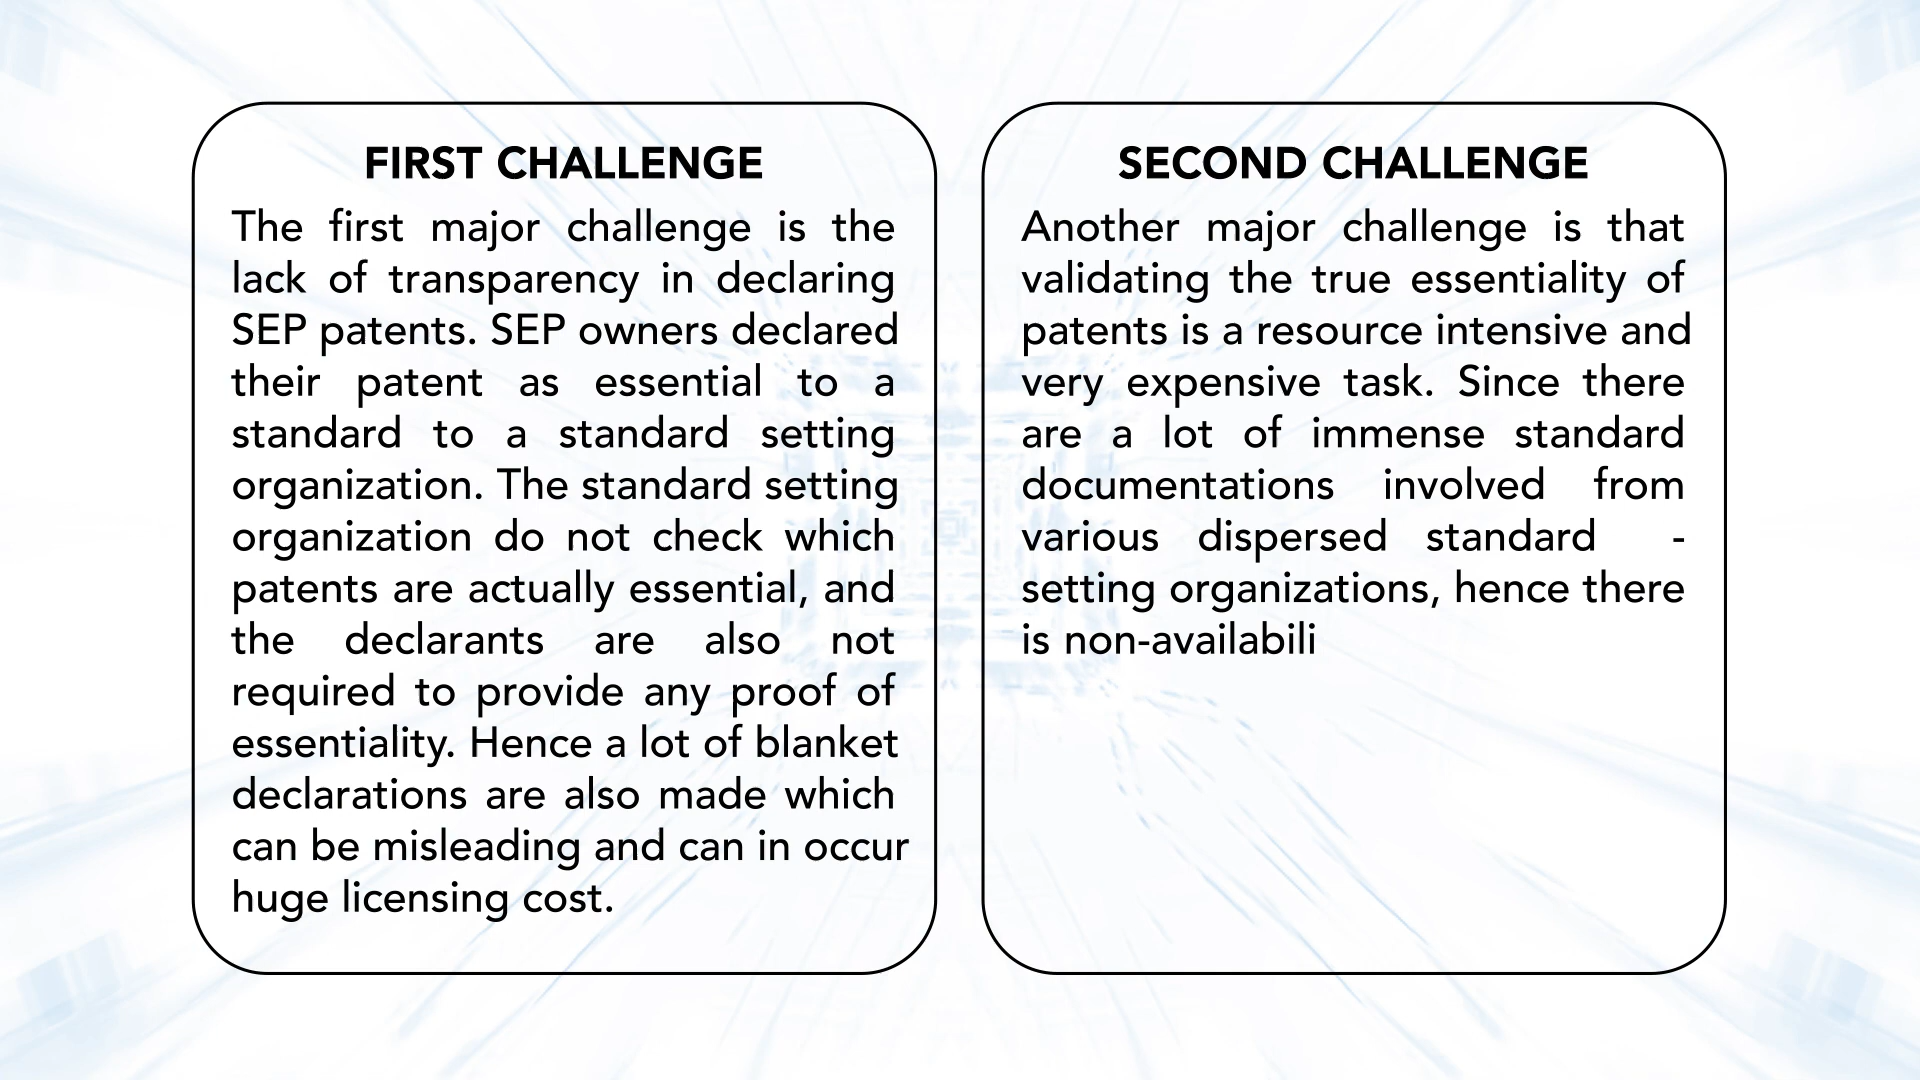 FIRST CHALLENGE
The first major challenge is the
lack of transparency in declaring
SEP patents. SEP owners declared
their patent as essential to a
standard to a standard setting
organization. The standard setting
organization do not check which
patents are actually essential, and
the declarants are also not
required to provide any proof of
essentiality. Hence a lot of blanket
declarations are also made which
can be misleading and can in occur
huge licensing cost.
SECOND CHALLENGE
Another major challenge is that
validating the true essentiality of
patents is a resource intensive and
very expensive task. Since there
are a lot of immense standard
documentations involved from
various dispersed standard -
setting organizations, hence there
is non-availabili